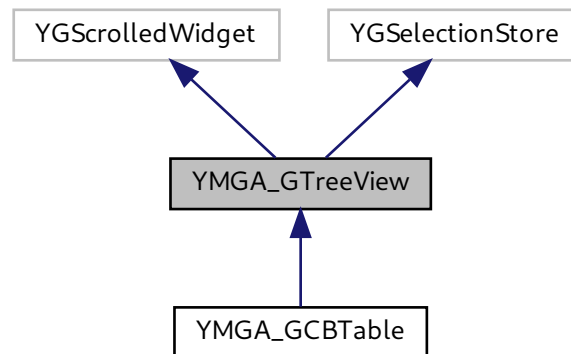 YGScrolledWidget
YGSelectionStore
YMGA_GTreeView
YMGA_GCBTable